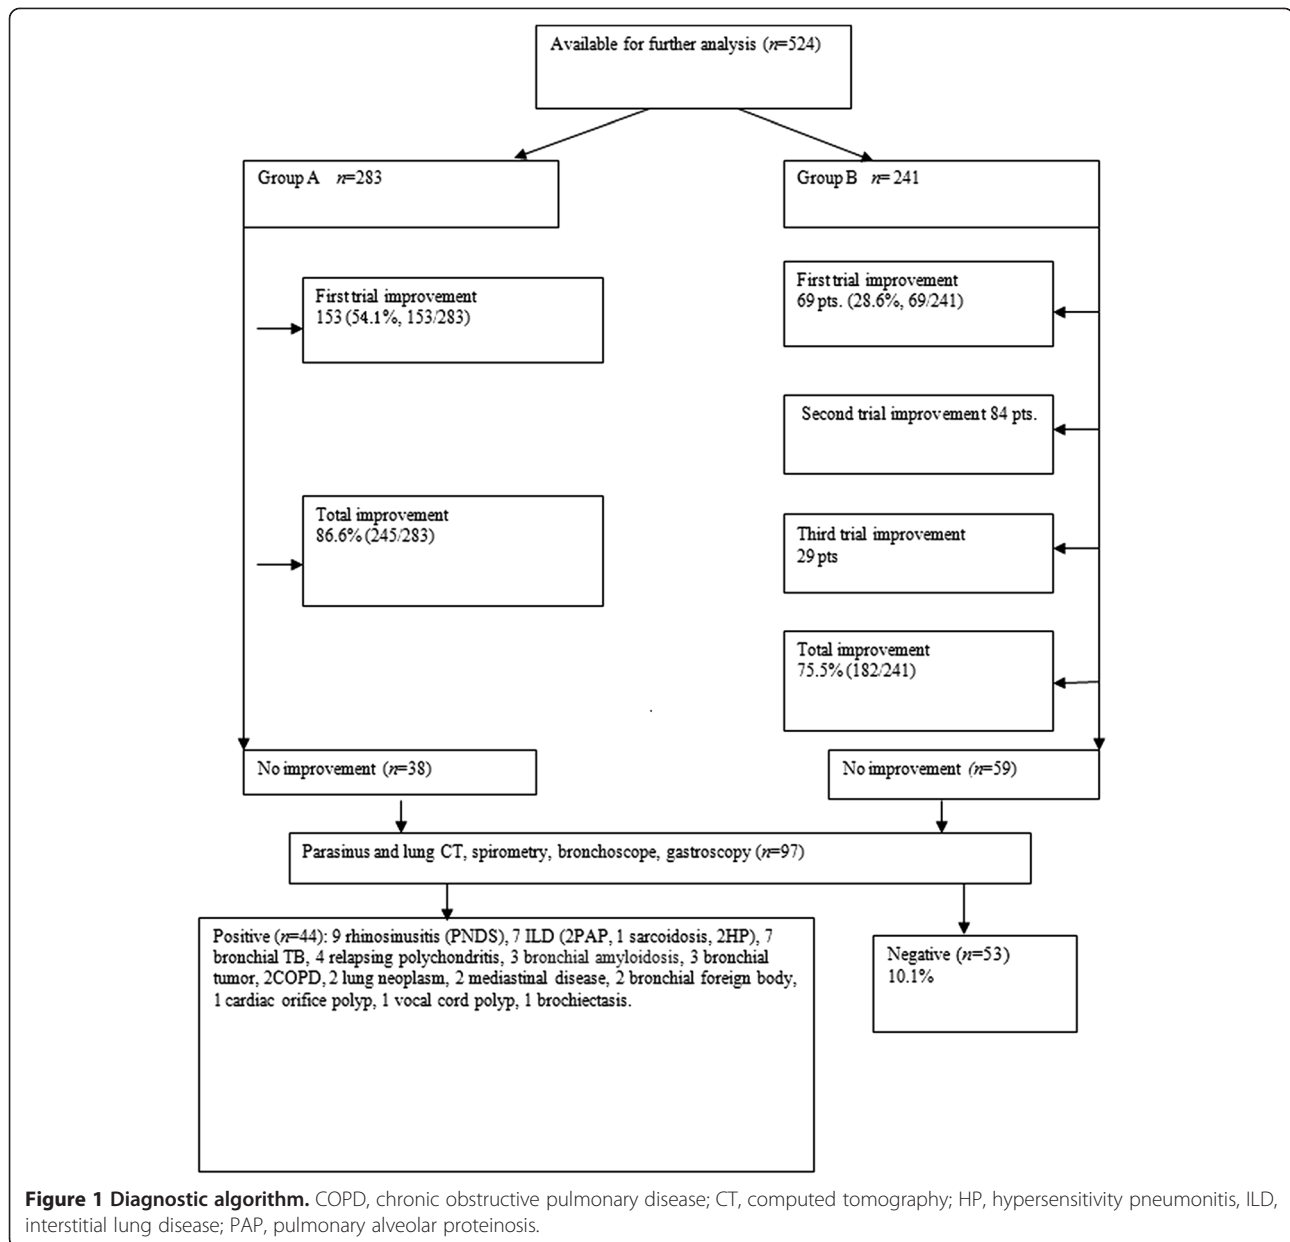 Available for further analysis (n=524)
Group A n=283
Group B n= 241
First trial improvement
153 (54.1%, 153/283)
First trial improvement
69 pts. (28.6%, 69/241)
Second trial improvement 84 pts.
Total improvement
86.6% (245/283)
Third trial improvement
29 pts
Total improvement
75.5% (182/241)
No improvement (n=38)
No improvement (n=59)
Parasinus and lung CT, spirometry, bronchoscope, gastroscopy (n=97)
Positive (n=44): 9 rhinosinusitis (PNDS), 7 ILD (2PAP, 1 sarcoidosis, 2HP), 7
bronchial TB, 4 relapsing polychondritis, 3 bronchial amyloidosis, 3 bronchial
tumor, 2COPD, 2 lung neoplasm, 2 mediastinal disease, 2 bronchial foreign body,
1 cardiac orifice polyp, 1 vocal cord polyp, 1 brochiectasis.
Negative (n=53)
10.1%
Figure 1 Diagnostic algorithm. COPD, chronic obstructive pulmonary disease; CT, computed tomography; HP, hypersensitivity pneumonitis, ILD,
interstitial lung disease; PAP, pulmonary alveolar proteinosis.